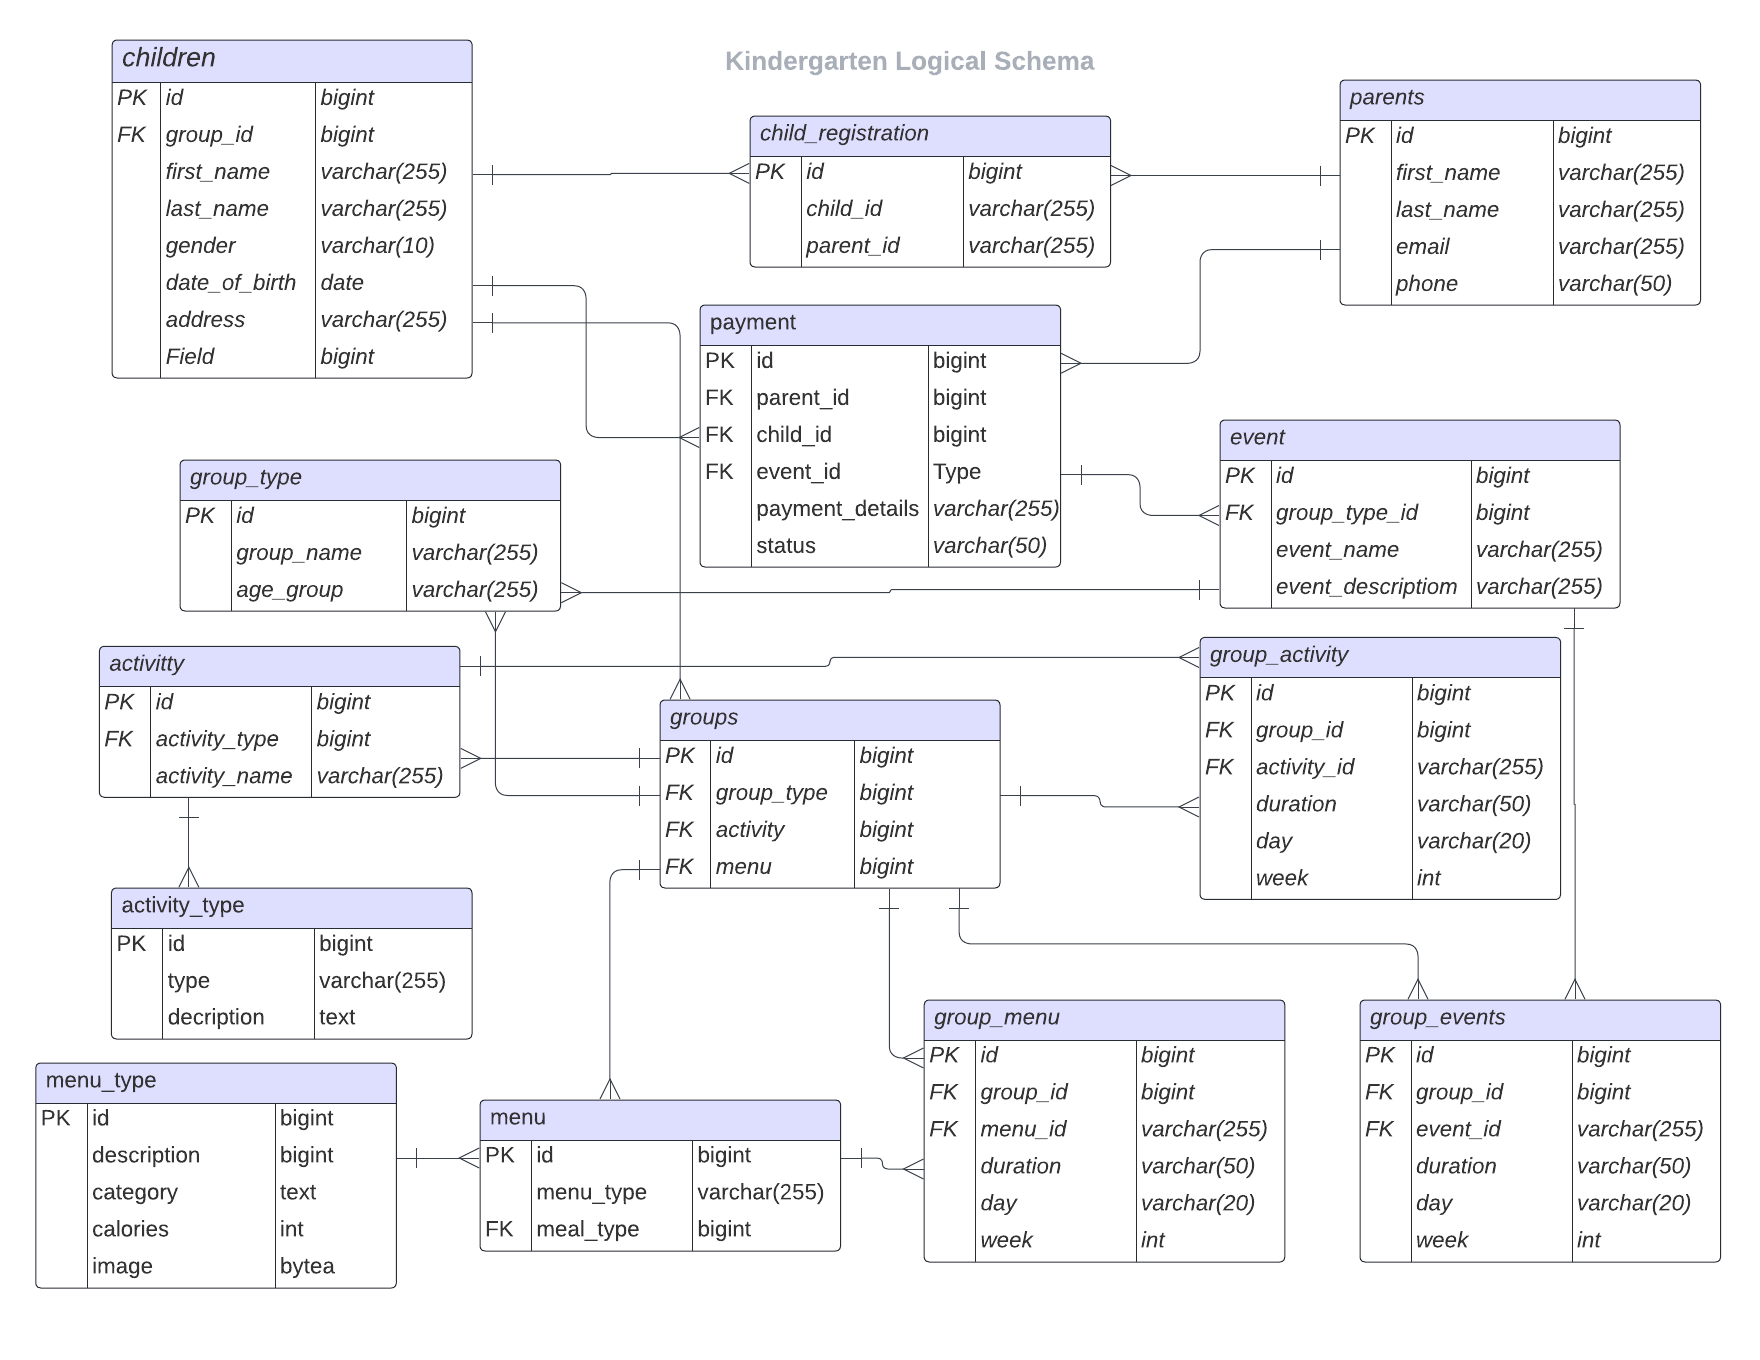 Kindergarten Logical Schema
children
PK id bigint
FK group_id bigint
first_name varchar(255)
last_name varchar(255)
gender varchar(10)
date_of_birth date
address varchar(255)
Field bigint
child_registration
PK id bigint
child_id varchar(255)
parent_id varchar(255)
parents
PK id bigint
first_name varchar(255)
last_name varchar(255)
email varchar(255)
phone varchar(50)
payment
PK id bigint
FK parent_id bigint
FK child_id bigint
FK event_id Type
payment_details varchar(255)
status varchar(50)
event
PK id bigint
FK group_type_id bigint
event_name varchar(255)
event_descriptiom varchar(255)
group_type
PK id bigint
group_name varchar(255)
age_group varchar(255)
activitty
PK id bigint
FK activity_type bigint
activity_name varchar(255)
groups
PK id bigint
FK group_type bigint
FK activity bigint
FK menu bigint
group_activity
PK id bigint
FK group_id bigint
FK activity_id varchar(255)
duration varchar(50)
day varchar(20)
week int
activity_type
PK id bigint
type varchar(255)
decription text
menu_type
PK id bigint
description bigint
category text
calories int
image bytea
menu
PK id bigint
menu_type varchar(255)
FK meal_type bigint
group_menu
PK id bigint
FK group_id bigint
FK menu_id varchar(255)
duration varchar(50)
day varchar(20)
week int
group_events
PK id bigint
FK group_id bigint
FK event_id varchar(255)
duration varchar(50)
day varchar(20)
week int